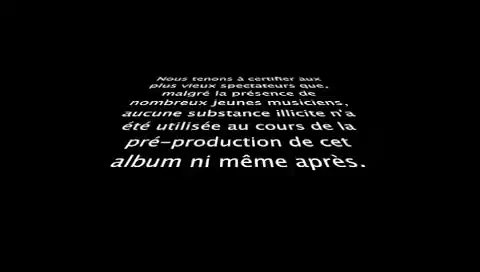 Nous tenons à certifier aux
plus vieux spectateurs que,
malgré la présence de
nombreux jeunes musiciens,
aucune substance illicite n'a
été utilisée au cours de la
pré-production de cet
album ni même après.